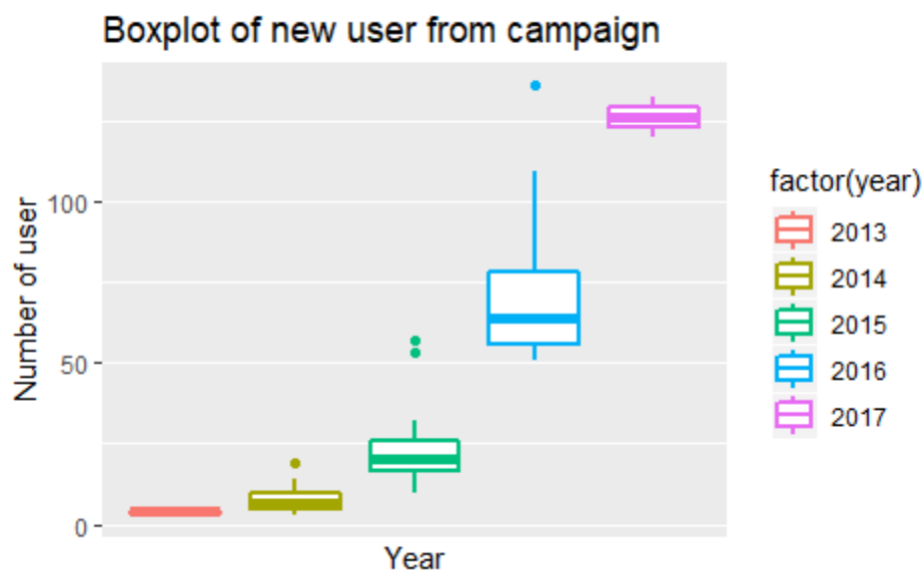 Boxplot of new user from campaign
Number of user
100
50
0
Year
factor(year)
2013
2014
2015
2016
2017